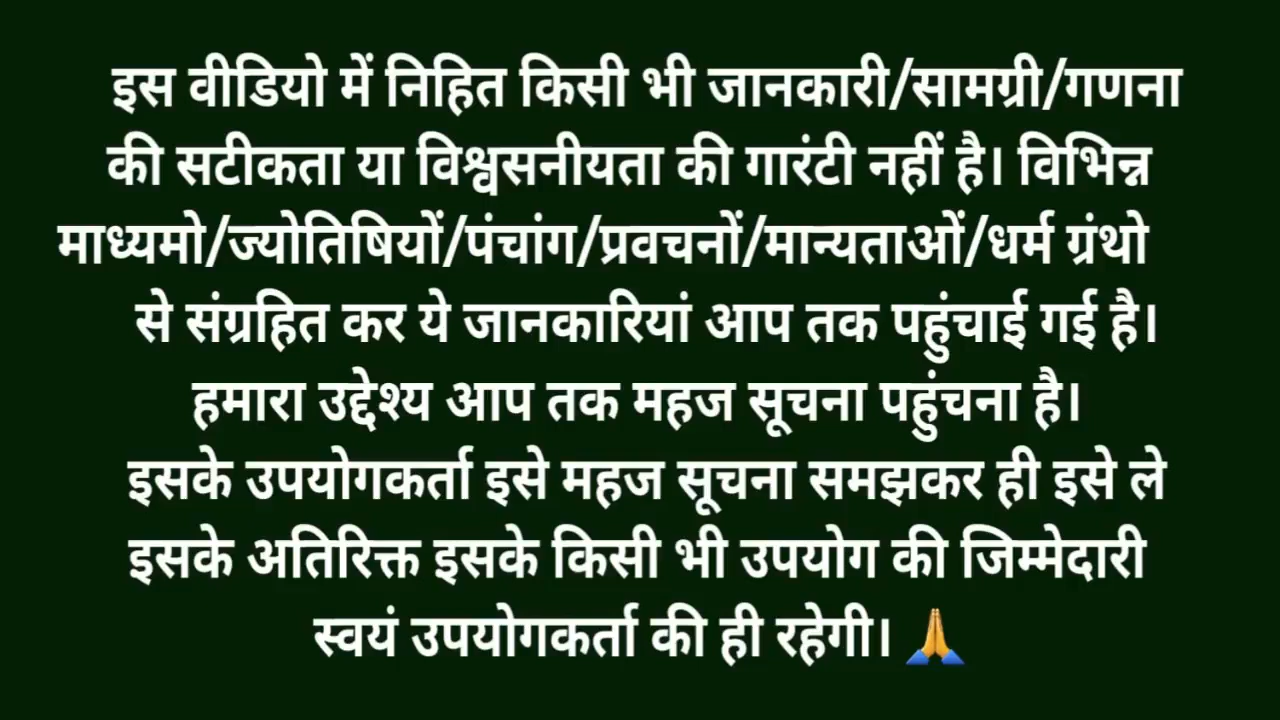 इस वीडियो में निहित किसी भी जानकारी/सामग्री/गणना
की सटीकता या विश्वसनीयता की गारंटी नहीं है। विभिन्न
माध्यमो/ज्योतिषियों/पंचांग/प्रवचनों/मान्यताओं/धर्म ग्रंथो
से संग्रहित कर ये जानकारियां आप तक पहुंचाई गई है।
हमारा उद्देश्य आप तक महज सूचना पहुंचना है।
इसके उपयोगकर्ता इसे महज सूचना समझकर ही इसे ले
इसके अतिरिक्त इसके किसी भी उपयोग की जिम्मेदारी
स्वयं उपयोगकर्ता की ही रहेगी। 🙏